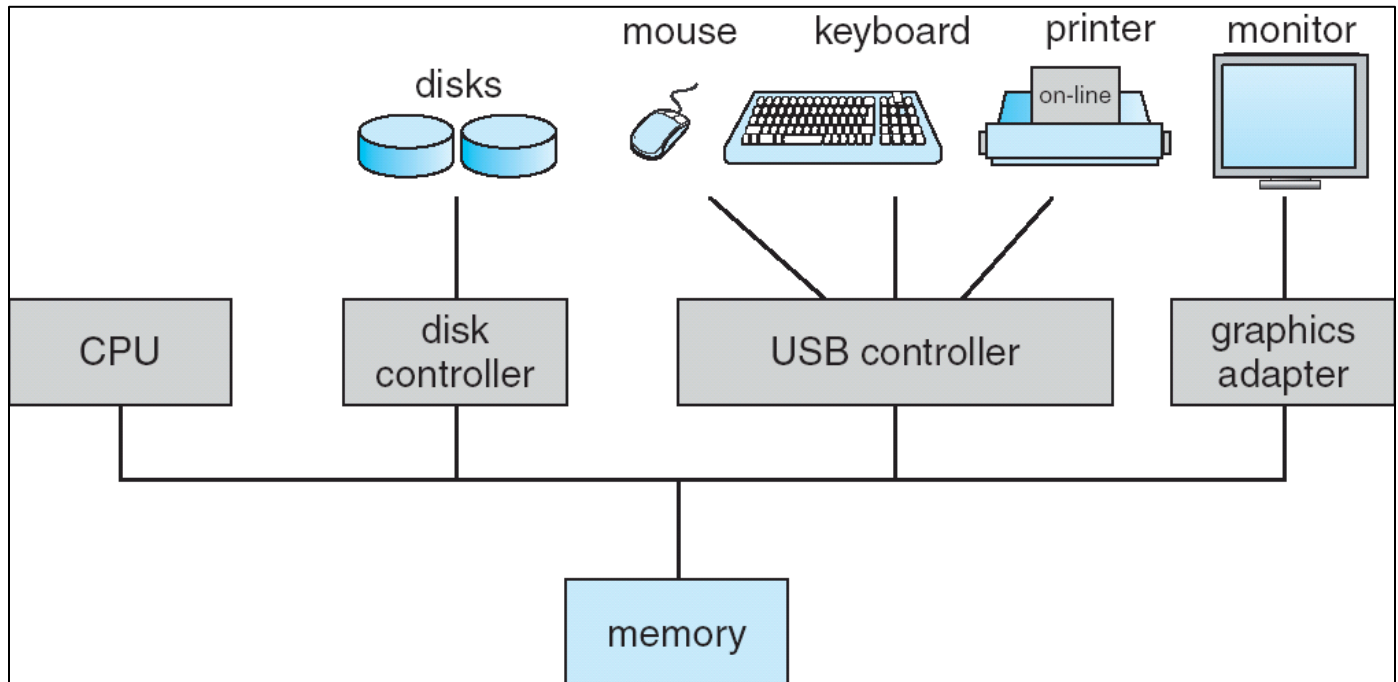 mouse
keyboard
printer
monitor
disks
on-line
CPU
disk
controller
USB controller
graphics
adapter
memory